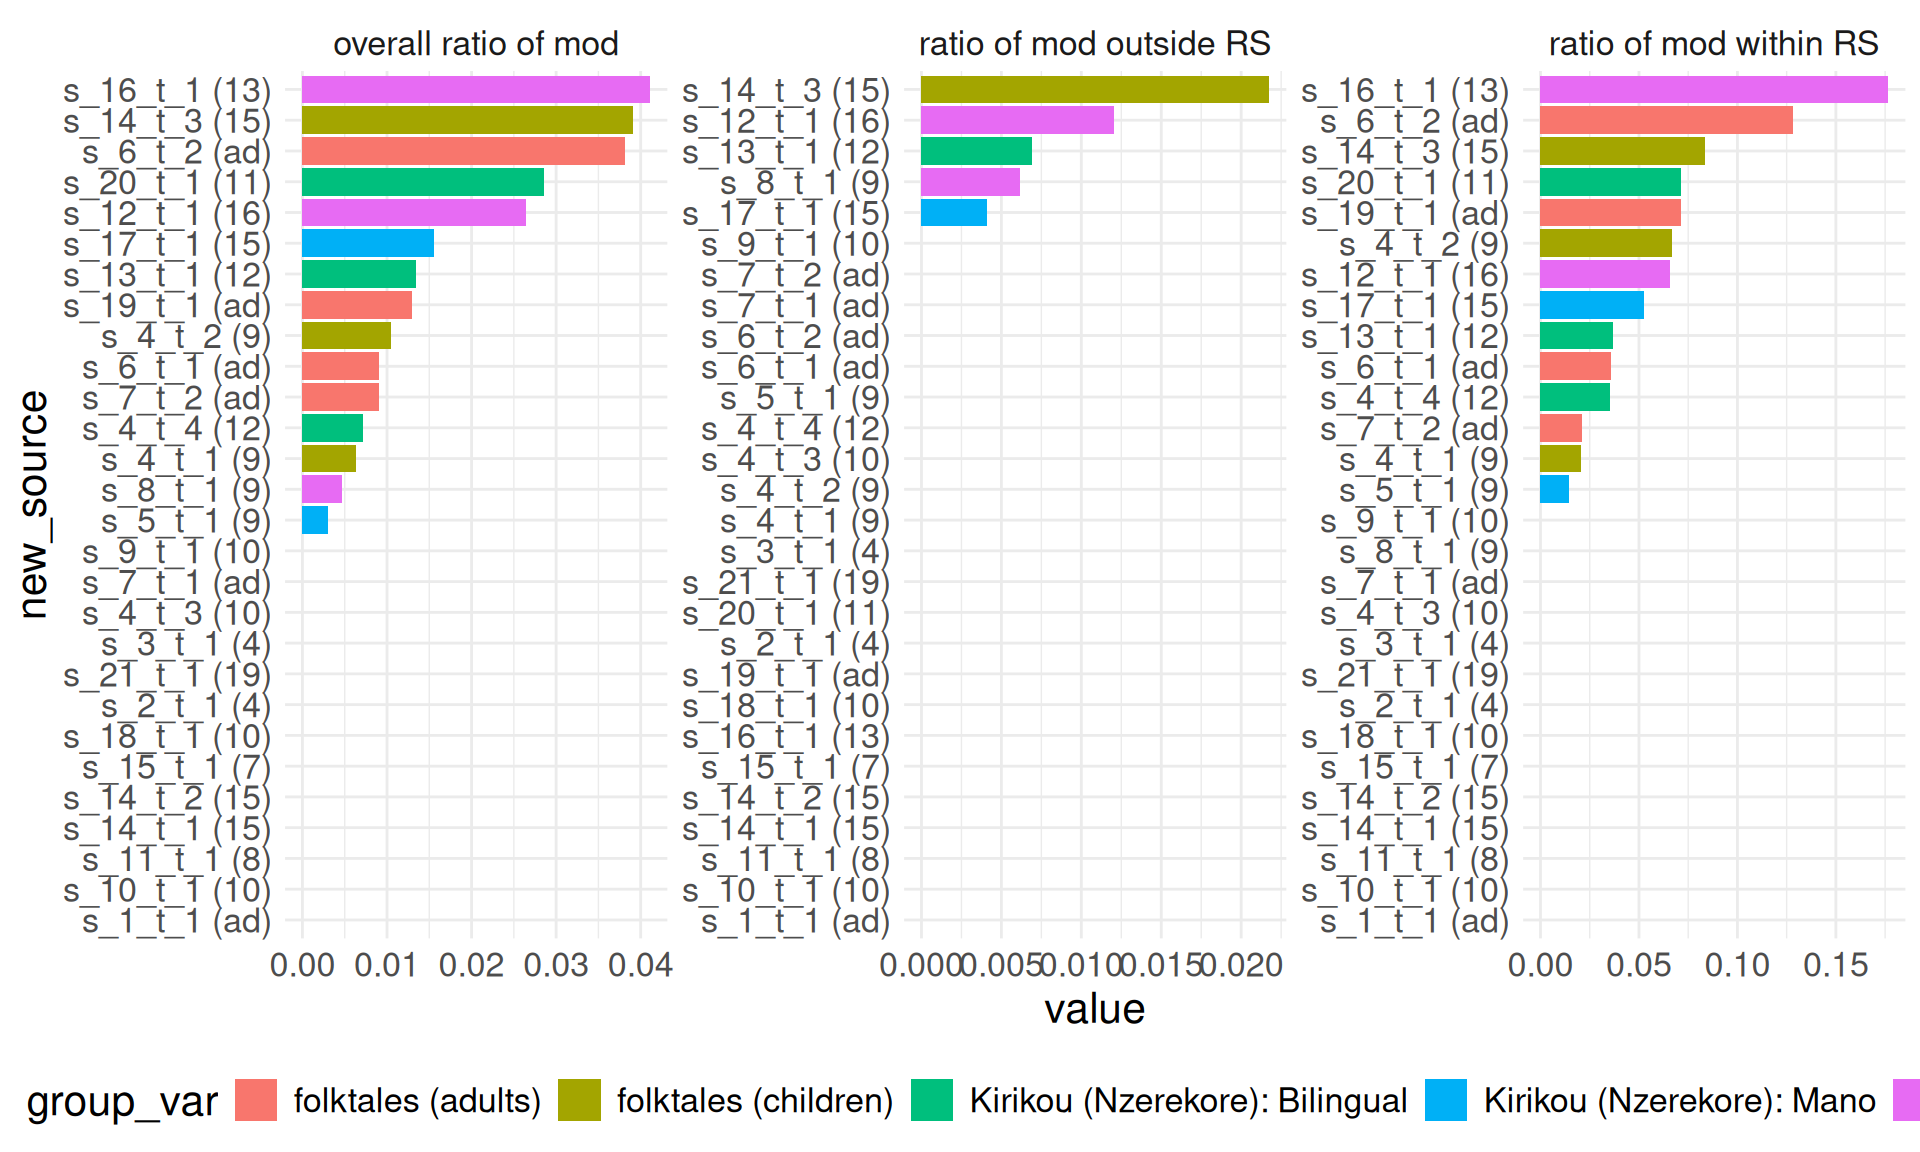 overall ratio of mod
s_16_t_1 (13)
s_14_t_3 (15)
s_6_t_2 (ad)
s_20_t_1 (11)
s_12_t_1 (16)
s_17_t_1 (15)
s_13_t_1 (12)
s_19_t_1 (ad)
s_4_t_2 (9)
s_6_t_1 (ad)
s_7_t_2 (ad)
s_4_t_4 (12)
s_4_t_1 (9)
s_8_t_1 (9)
s_5_t_1 (9)
s_9_t_1 (10)
s_7_t_1 (ad)
s_4_t_3 (10)
s_3_t_1 (4)
s_21_t_1 (19)
s_2_t_1 (4)
s_18_t_1 (10)
s_15_t_1 (7)
s_14_t_2 (15)
s_14_t_1 (15)
s_11_t_1 (8)
s_10_t_1 (10)
s_1_t_1 (ad)
0.00 0.01 0.02 0.03 0.04
ratio of mod outside RS
s_14_t_3 (15)
s_12_t_1 (16)
s_13_t_1 (12)
s_8_t_1 (9)
s_17_t_1 (15)
s_9_t_1 (10)
s_7_t_2 (ad)
s_7_t_1 (ad)
s_6_t_2 (ad)
s_6_t_1 (ad)
s_5_t_1 (9)
s_4_t_4 (12)
s_4_t_3 (10)
s_4_t_2 (9)
s_4_t_1 (9)
s_3_t_1 (4)
s_21_t_1 (19)
s_20_t_1 (11)
s_2_t_1 (4)
s_19_t_1 (ad)
s_18_t_1 (10)
s_16_t_1 (13)
s_15_t_1 (7)
s_14_t_2 (15)
s_14_t_1 (15)
s_11_t_1 (8)
s_10_t_1 (10)
s_1_t_1 (ad)
0.000 0.005 0.010 0.015 0.020
ratio of mod within RS
s_16_t_1 (13)
s_6_t_2 (ad)
s_14_t_3 (15)
s_20_t_1 (11)
s_19_t_1 (ad)
s_4_t_2 (9)
s_12_t_1 (16)
s_17_t_1 (15)
s_13_t_1 (12)
s_6_t_1 (ad)
s_4_t_4 (12)
s_7_t_2 (ad)
s_4_t_1 (9)
s_5_t_1 (9)
s_9_t_1 (10)
s_8_t_1 (9)
s_7_t_1 (ad)
s_4_t_3 (10)
s_3_t_1 (4)
s_21_t_1 (19)
s_2_t_1 (4)
s_18_t_1 (10)
s_15_t_1 (7)
s_14_t_2 (15)
s_14_t_1 (15)
s_11_t_1 (8)
s_10_t_1 (10)
s_1_t_1 (ad)
0.00 0.05 0.10 0.15
new_source
value
group_var folktales (adults) folktales (children) Kirikou (Nzerekore): Bilingual Kirikou (Nzerekore): Mano